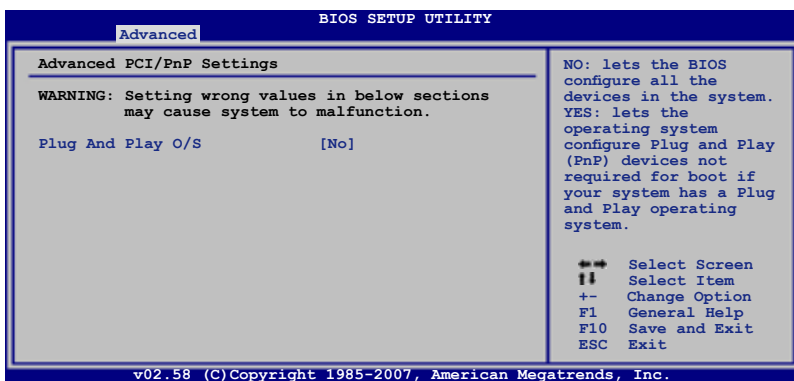 BIOS SETUP UTILITY
Advanced
Advanced PCI/PnP Settings
WARNING: Setting wrong values in below sections
may cause system to malfunction.
Plug And Play O/S [No]
NO: lets the BIOS
configure all the
devices in the system.
YES: lets the
operating system
configure Plug and Play
(PnP) devices not
required for boot if
your system has a Plug
and Play operating
system.
←→ Select Screen
↑↓ Select Item
+- Change Option
F1 General Help
F10 Save and Exit
ESC Exit
v02.58 (C)Copyright 1985-2007, American Megatrends, Inc.